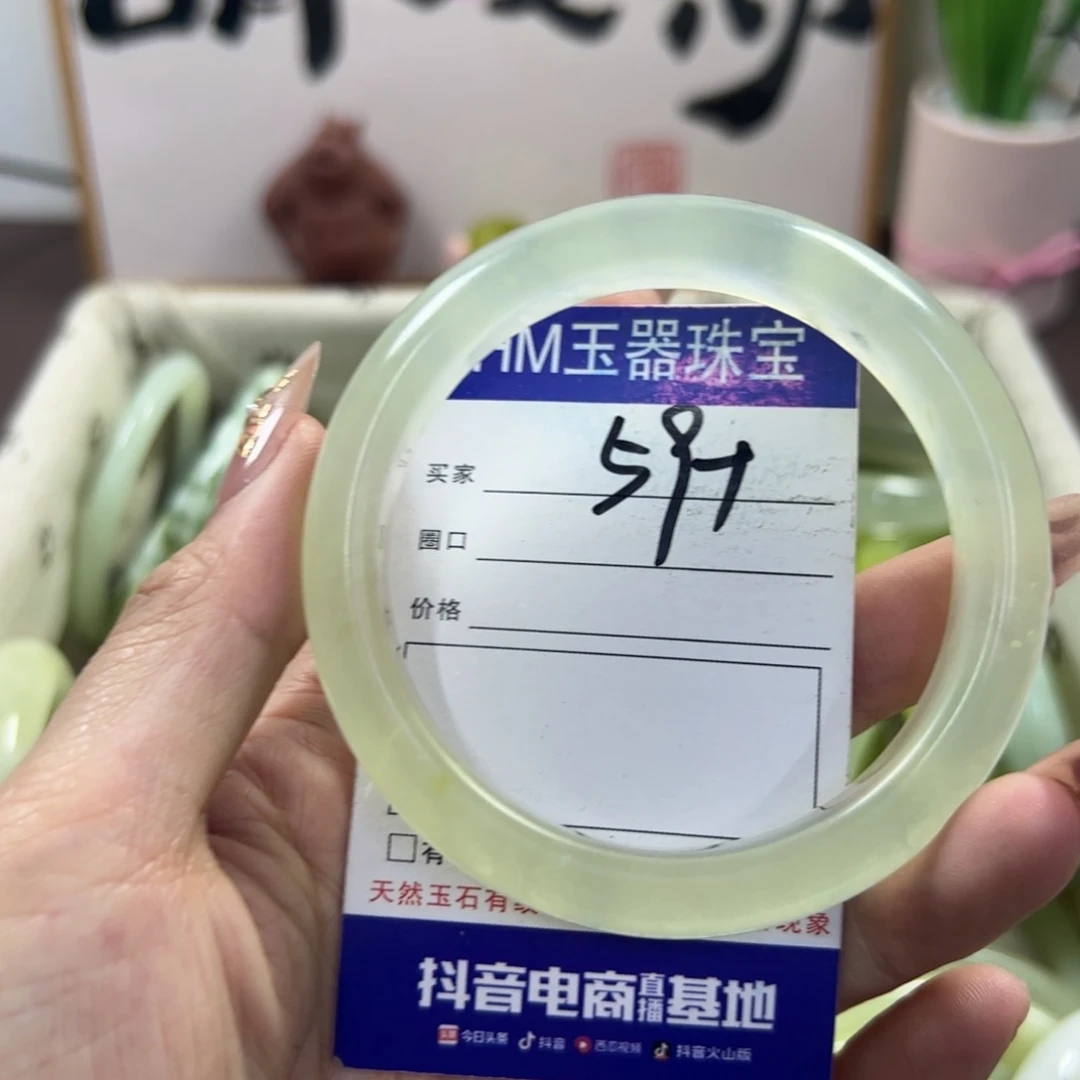 HM玉器珠宝
59H
买家
圈口
价格
有
天然玉石有
现象
抖音电商直播基地
今日头条 抖音 西瓜视频 抖音火山版